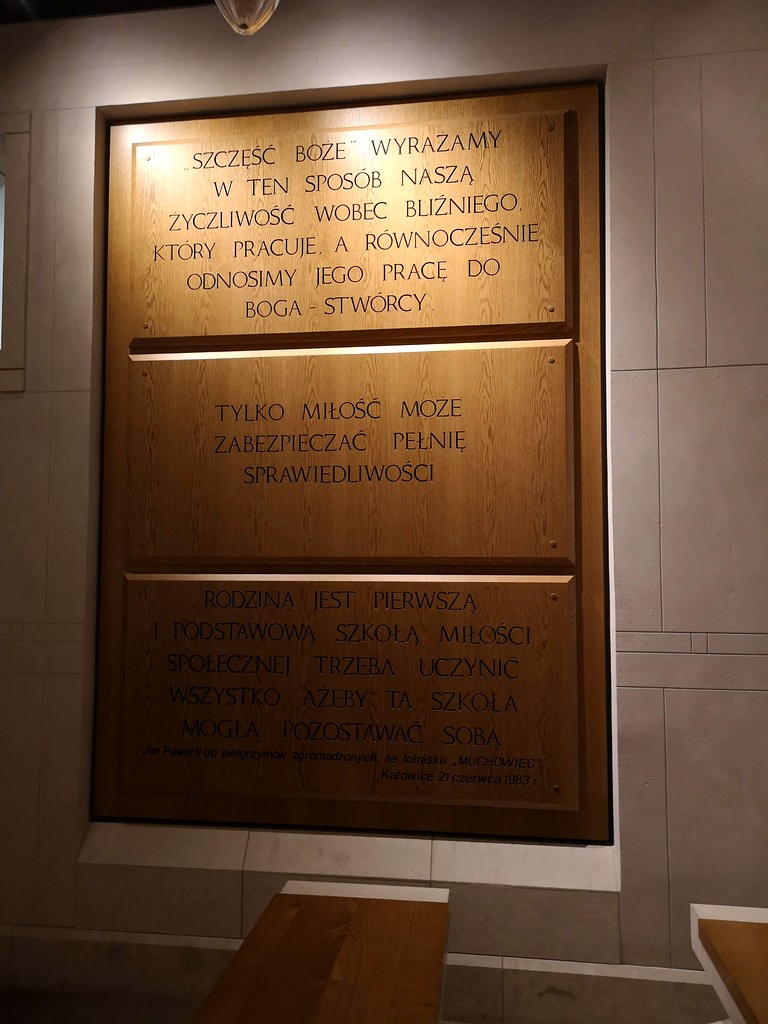 „SZCZĘŚĆ BOŻE” WYRAŻAMY
W TEN SPOSÓB NASZĄ
ŻYCZLIWOŚĆ WOBEC BLIŹNIEGO,
KTÓRY PRACUJE, A RÓWNOCZEŚNIE
ODNOSIMY JEGO PRACĘ DO
BOGA - STWÓRCY.
TYLKO MIŁOŚĆ MOŻE
ZABEZPIECZAĆ PEŁNIĘ
SPRAWIEDLIWOŚCI
RODZINA JEST PIERWSZĄ
I PODSTAWOWĄ SZKOŁĄ MIŁOŚCI
SPOŁECZNEJ TRZEBA UCZYNIĆ
WSZYSTKO, AŻEBY TA SZKOŁA
MOGŁA POZOSTAWAĆ SOBĄ
Jan Paweł II do pielgrzymów zgromadzonych na lotnisku „MUCHOWIEC”
Katowice 21 czerwca 1983 r.